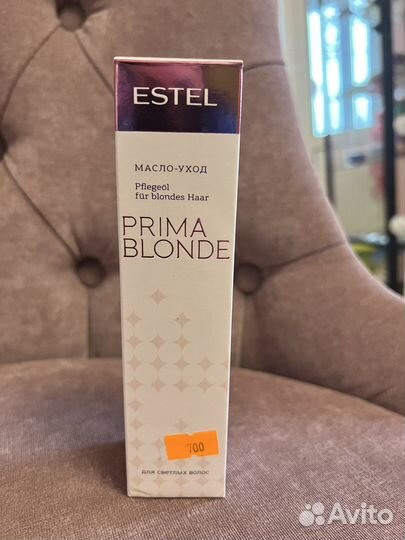 ESTEL
МАСЛО-УХОД
Pflegeöl
für blondes Haar
PRIMA
BLONDE
700
для светлых волос
Avito